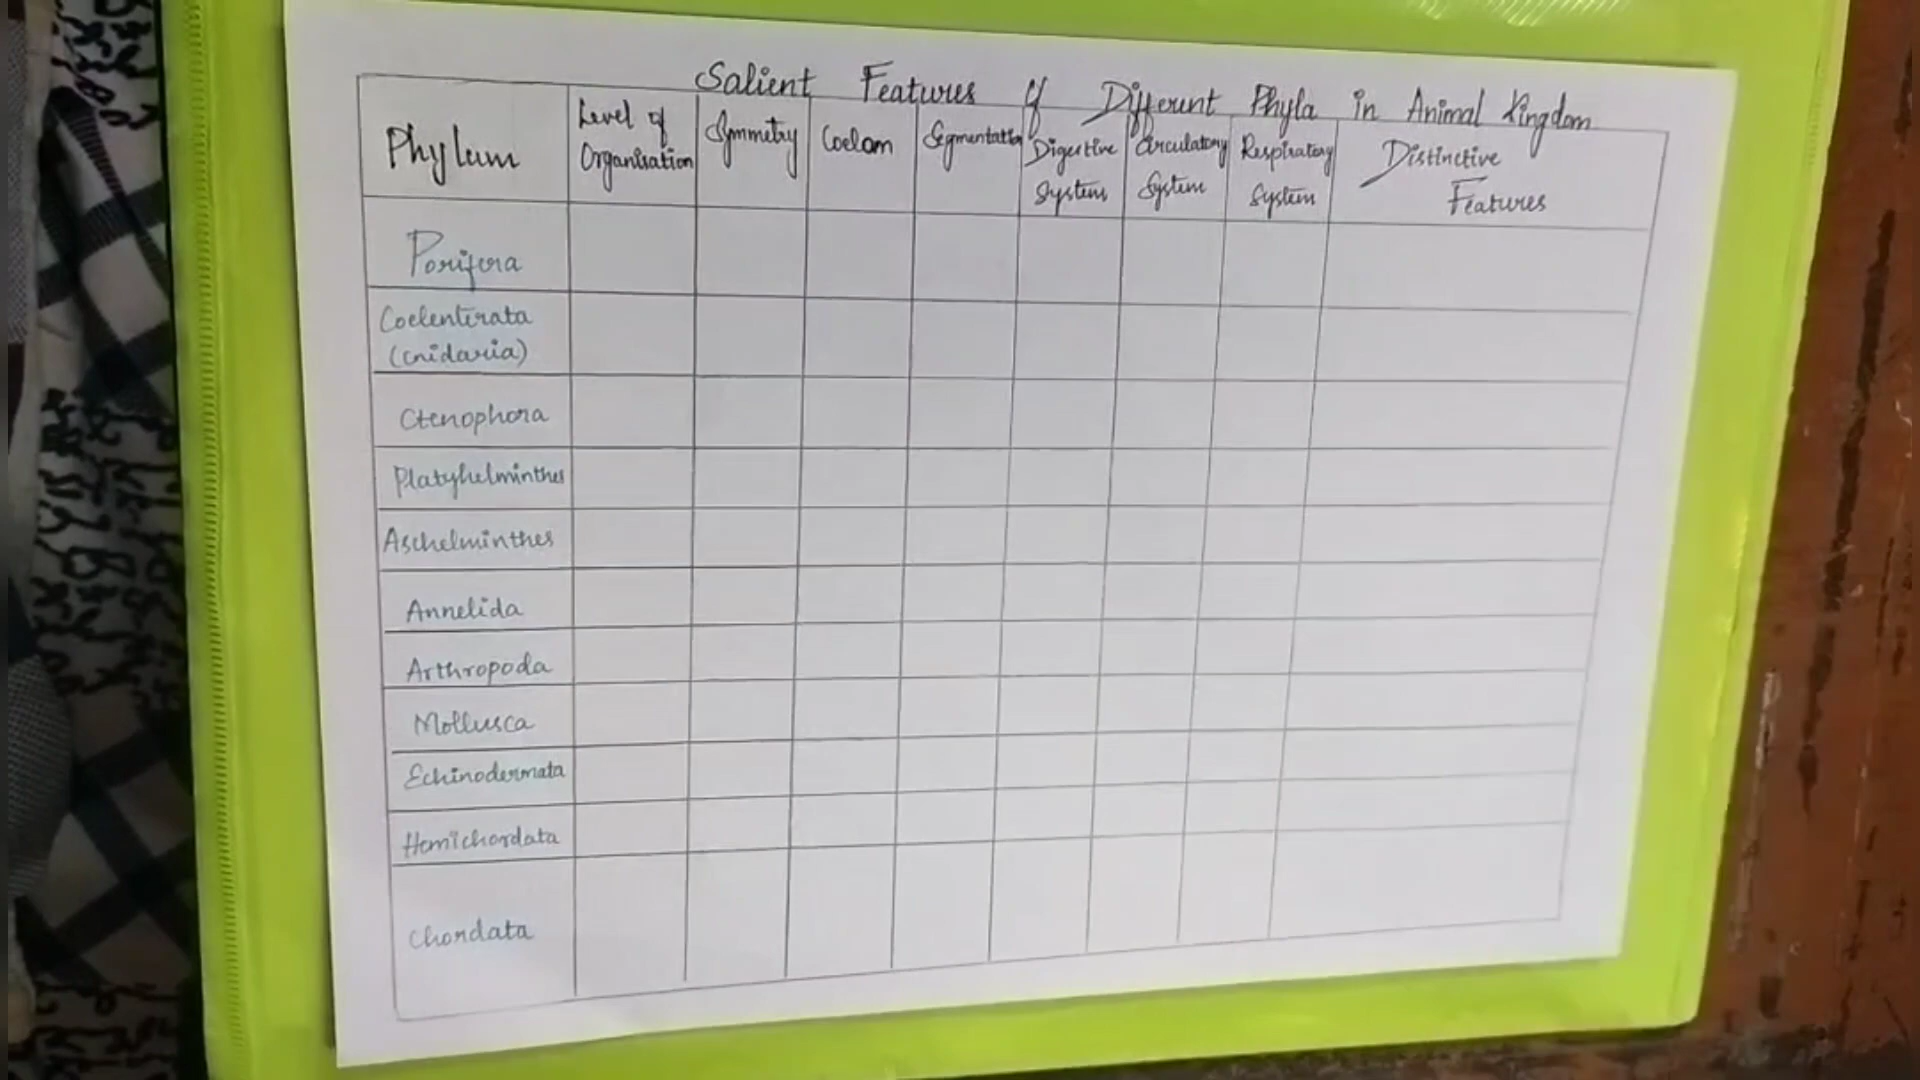 Salient Features of Different Phyla in Animal Kingdom
Phylum
Level of
Organisation
Symmetry
Coelom
Segmentation
Digestive
System
Circulatory
System
Respiratory
System
Distinctive
Features
Porifera
Coelenterata
(cnidaria)
Ctenophora
Platyhelminthes
Aschelminthes
Annelida
Arthropoda
Mollusca
Echinodermata
Hemichordata
Chordata